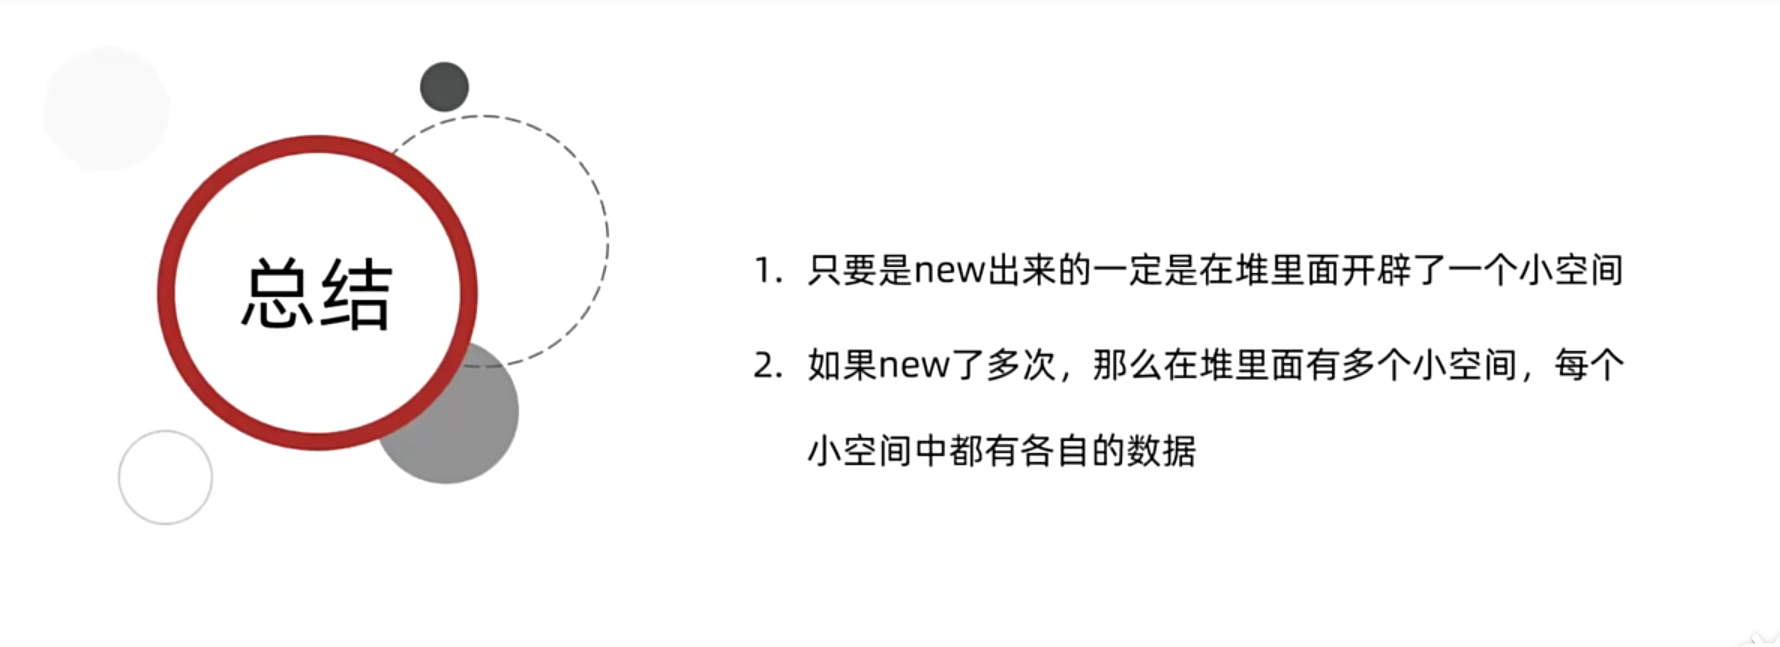 总结
1. 只要是new出来的一定是在堆里面开辟了一个小空间
2. 如果new了多次，那么在堆里面有多个小空间，每个
小空间中都有各自的数据